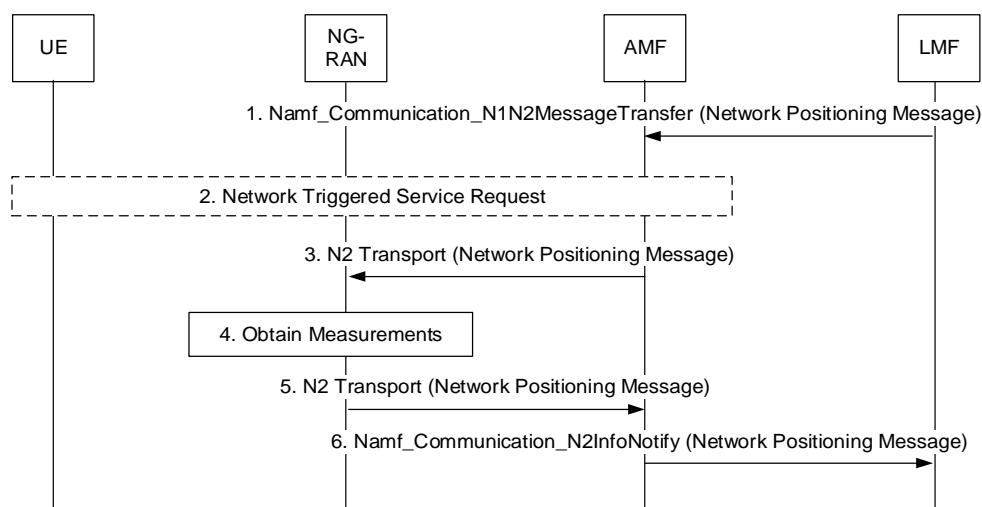 UE
NG-
RAN
AMF
LMF
1. Namf_Communication_N1N2MessageTransfer (Network Positioning Message)
2. Network Triggered Service Request
3. N2 Transport (Network Positioning Message)
4. Obtain Measurements
5. N2 Transport (Network Positioning Message)
6. Namf_Communication_N2InfoNotify (Network Positioning Message)